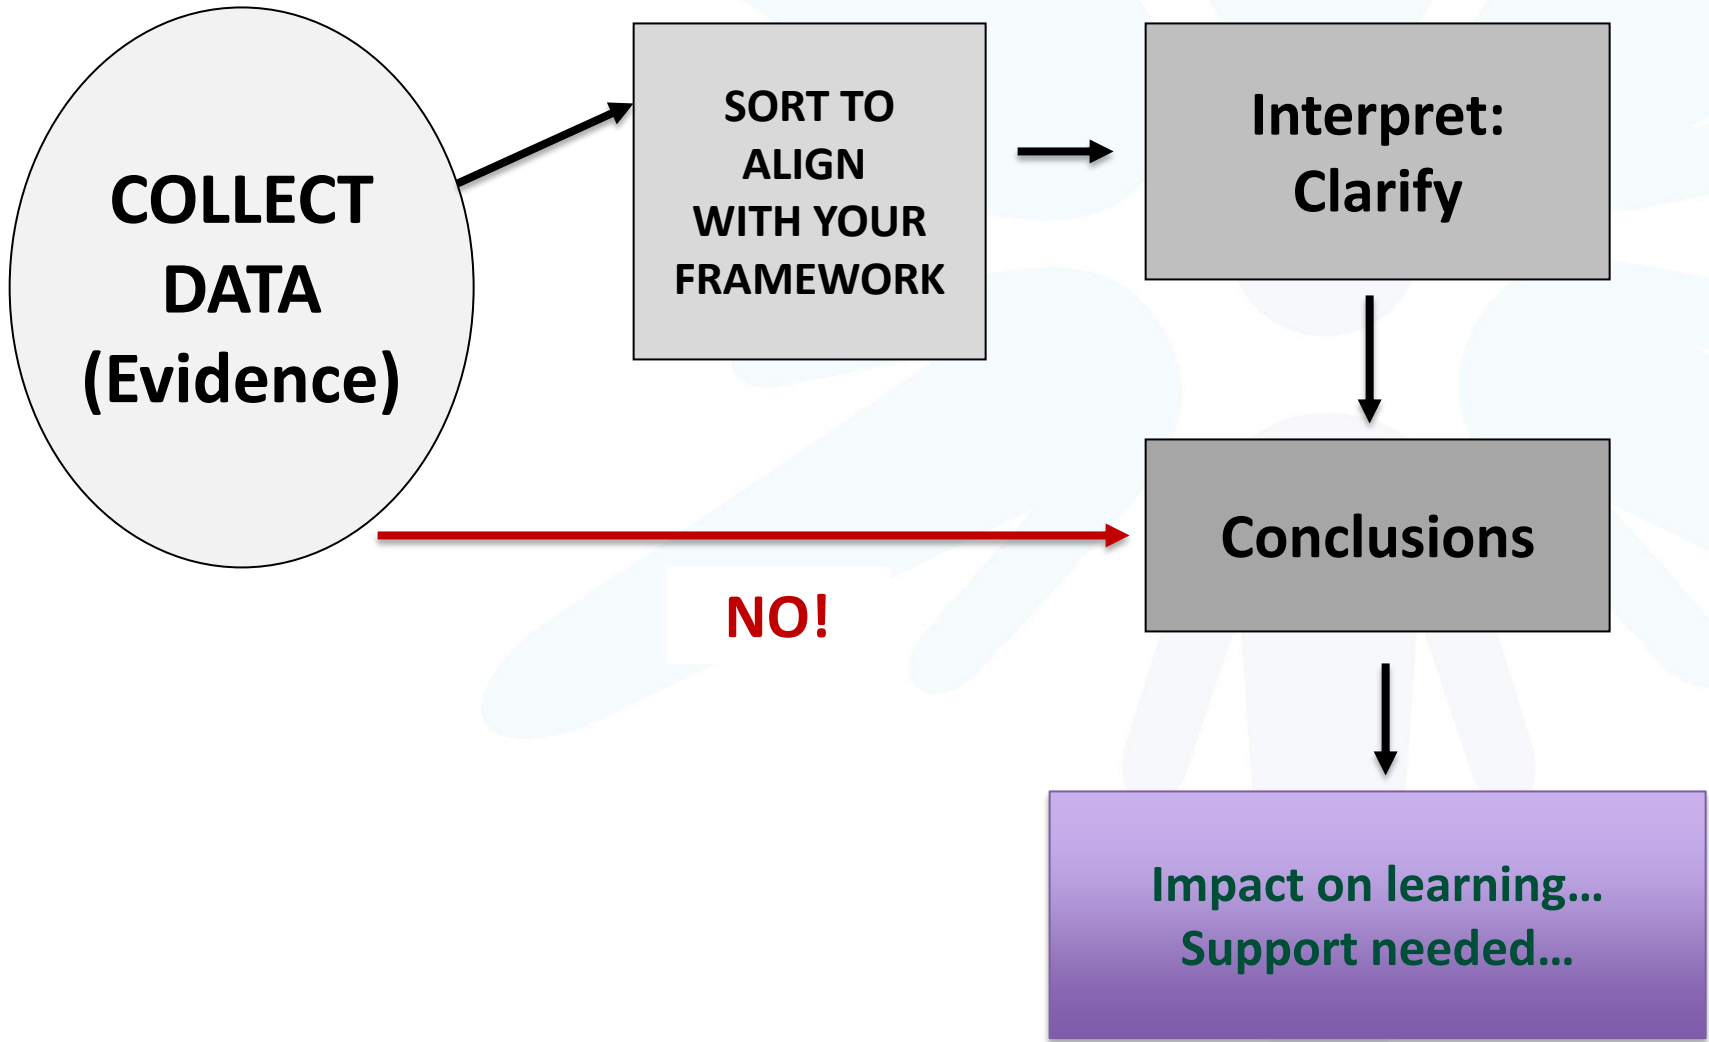 COLLECT
DATA
(Evidence)
SORT TO
ALIGN
WITH YOUR
FRAMEWORK
Interpret:
Clarify
NO!
Conclusions
Impact on learning…
Support needed…